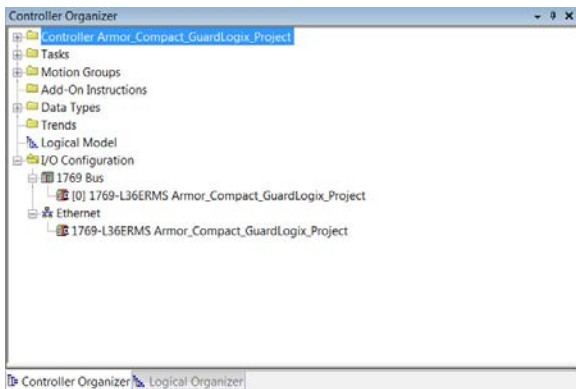 Controller Organizer
Controller Armor_Compact_GuardLogix_Project
Tasks
Motion Groups
Add-On Instructions
Data Types
Trends
Logical Model
I/O Configuration
1769 Bus
[0] 1769-L36ERMS Armor_Compact_GuardLogix_Project
Ethernet
1769-L36ERMS Armor_Compact_GuardLogix_Project
Controller Organizer Logical Organizer